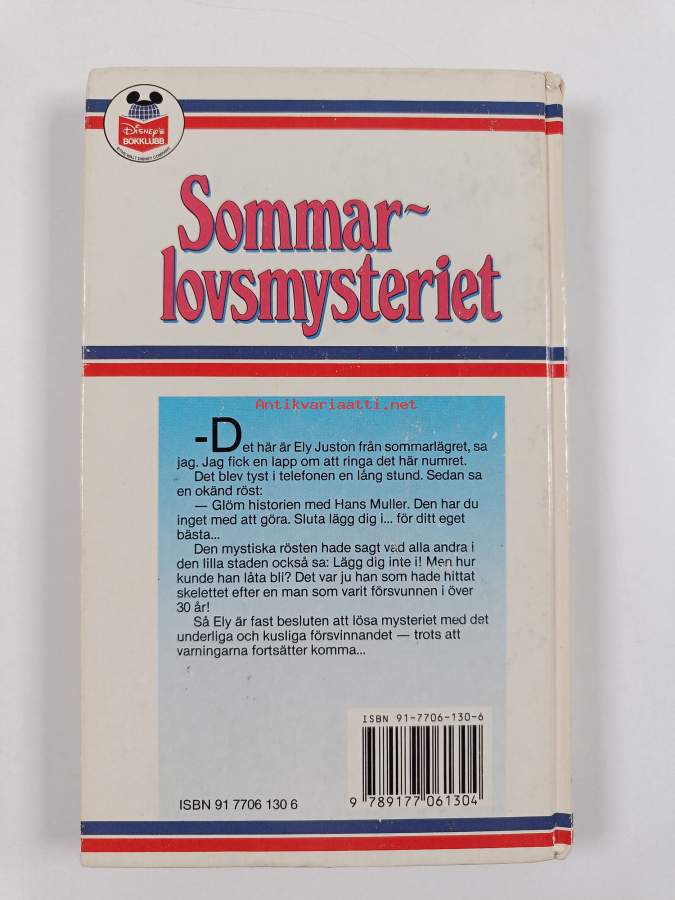 DISNEY'S
BOKKLUBB
© THE WALT DISNEY COMPANY
Sommar-
lovsmysteriet
Antikvariaatti.net
-Det här är Ely Juston från sommarlägret, sa
jag. Jag fick en lapp om att ringa det här numret.
Det blev tyst i telefonen en lång stund. Sedan sa
en okänd röst:
— Glöm historien med Hans Muller. Den har du
inget med att göra. Sluta lägg dig i... för ditt eget
bästa...
Den mystiska rösten hade sagt vad alla andra i
den lilla staden också sa: Lägg dig inte i! Men hur
kunde han låta bli? Det var ju han som hade hittat
skelettet efter en man som varit försvunnen i över
30 år!
Så Ely är fast besluten att lösa mysteriet med det
underliga och kusliga försvinnandet — trots att
varningarna fortsätter komma...
ISBN 91-7706-130-6
9 789177 061304
ISBN 91 7706 130 6